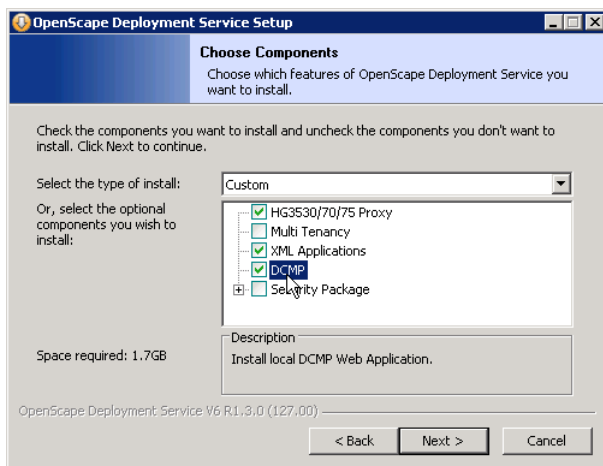 OpenScape Deployment Service Setup
Choose Components
Choose which features of OpenScape Deployment Service you
want to install.
Check the components you want to install and uncheck the components you don't want to
install. Click Next to continue.
Select the type of install:
Custom
Or, select the optional
components you wish to
install:
HG3530/70/75 Proxy
Multi Tenancy
XML Applications
DCMP
Security Package
Space required: 1.7GB
Description
Install local DCMP Web Application.
OpenScape Deployment Service V6 R1.3.0 (127.00)
< Back
Next >
Cancel